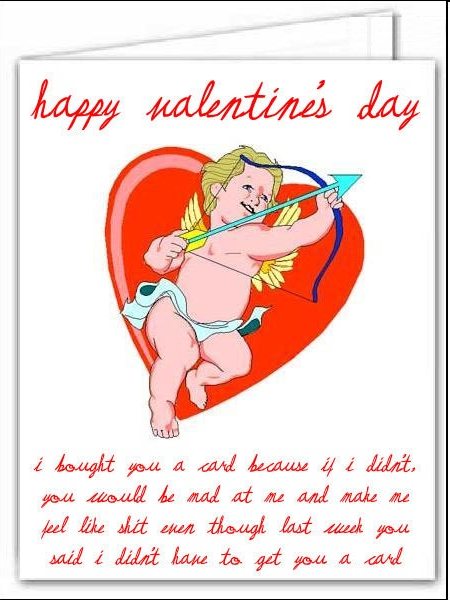 happy valentine's day
i bought you a card because if i didn't,
you would be mad at me and make me
feel like shit even though last week you
said i didn't have to get you a card